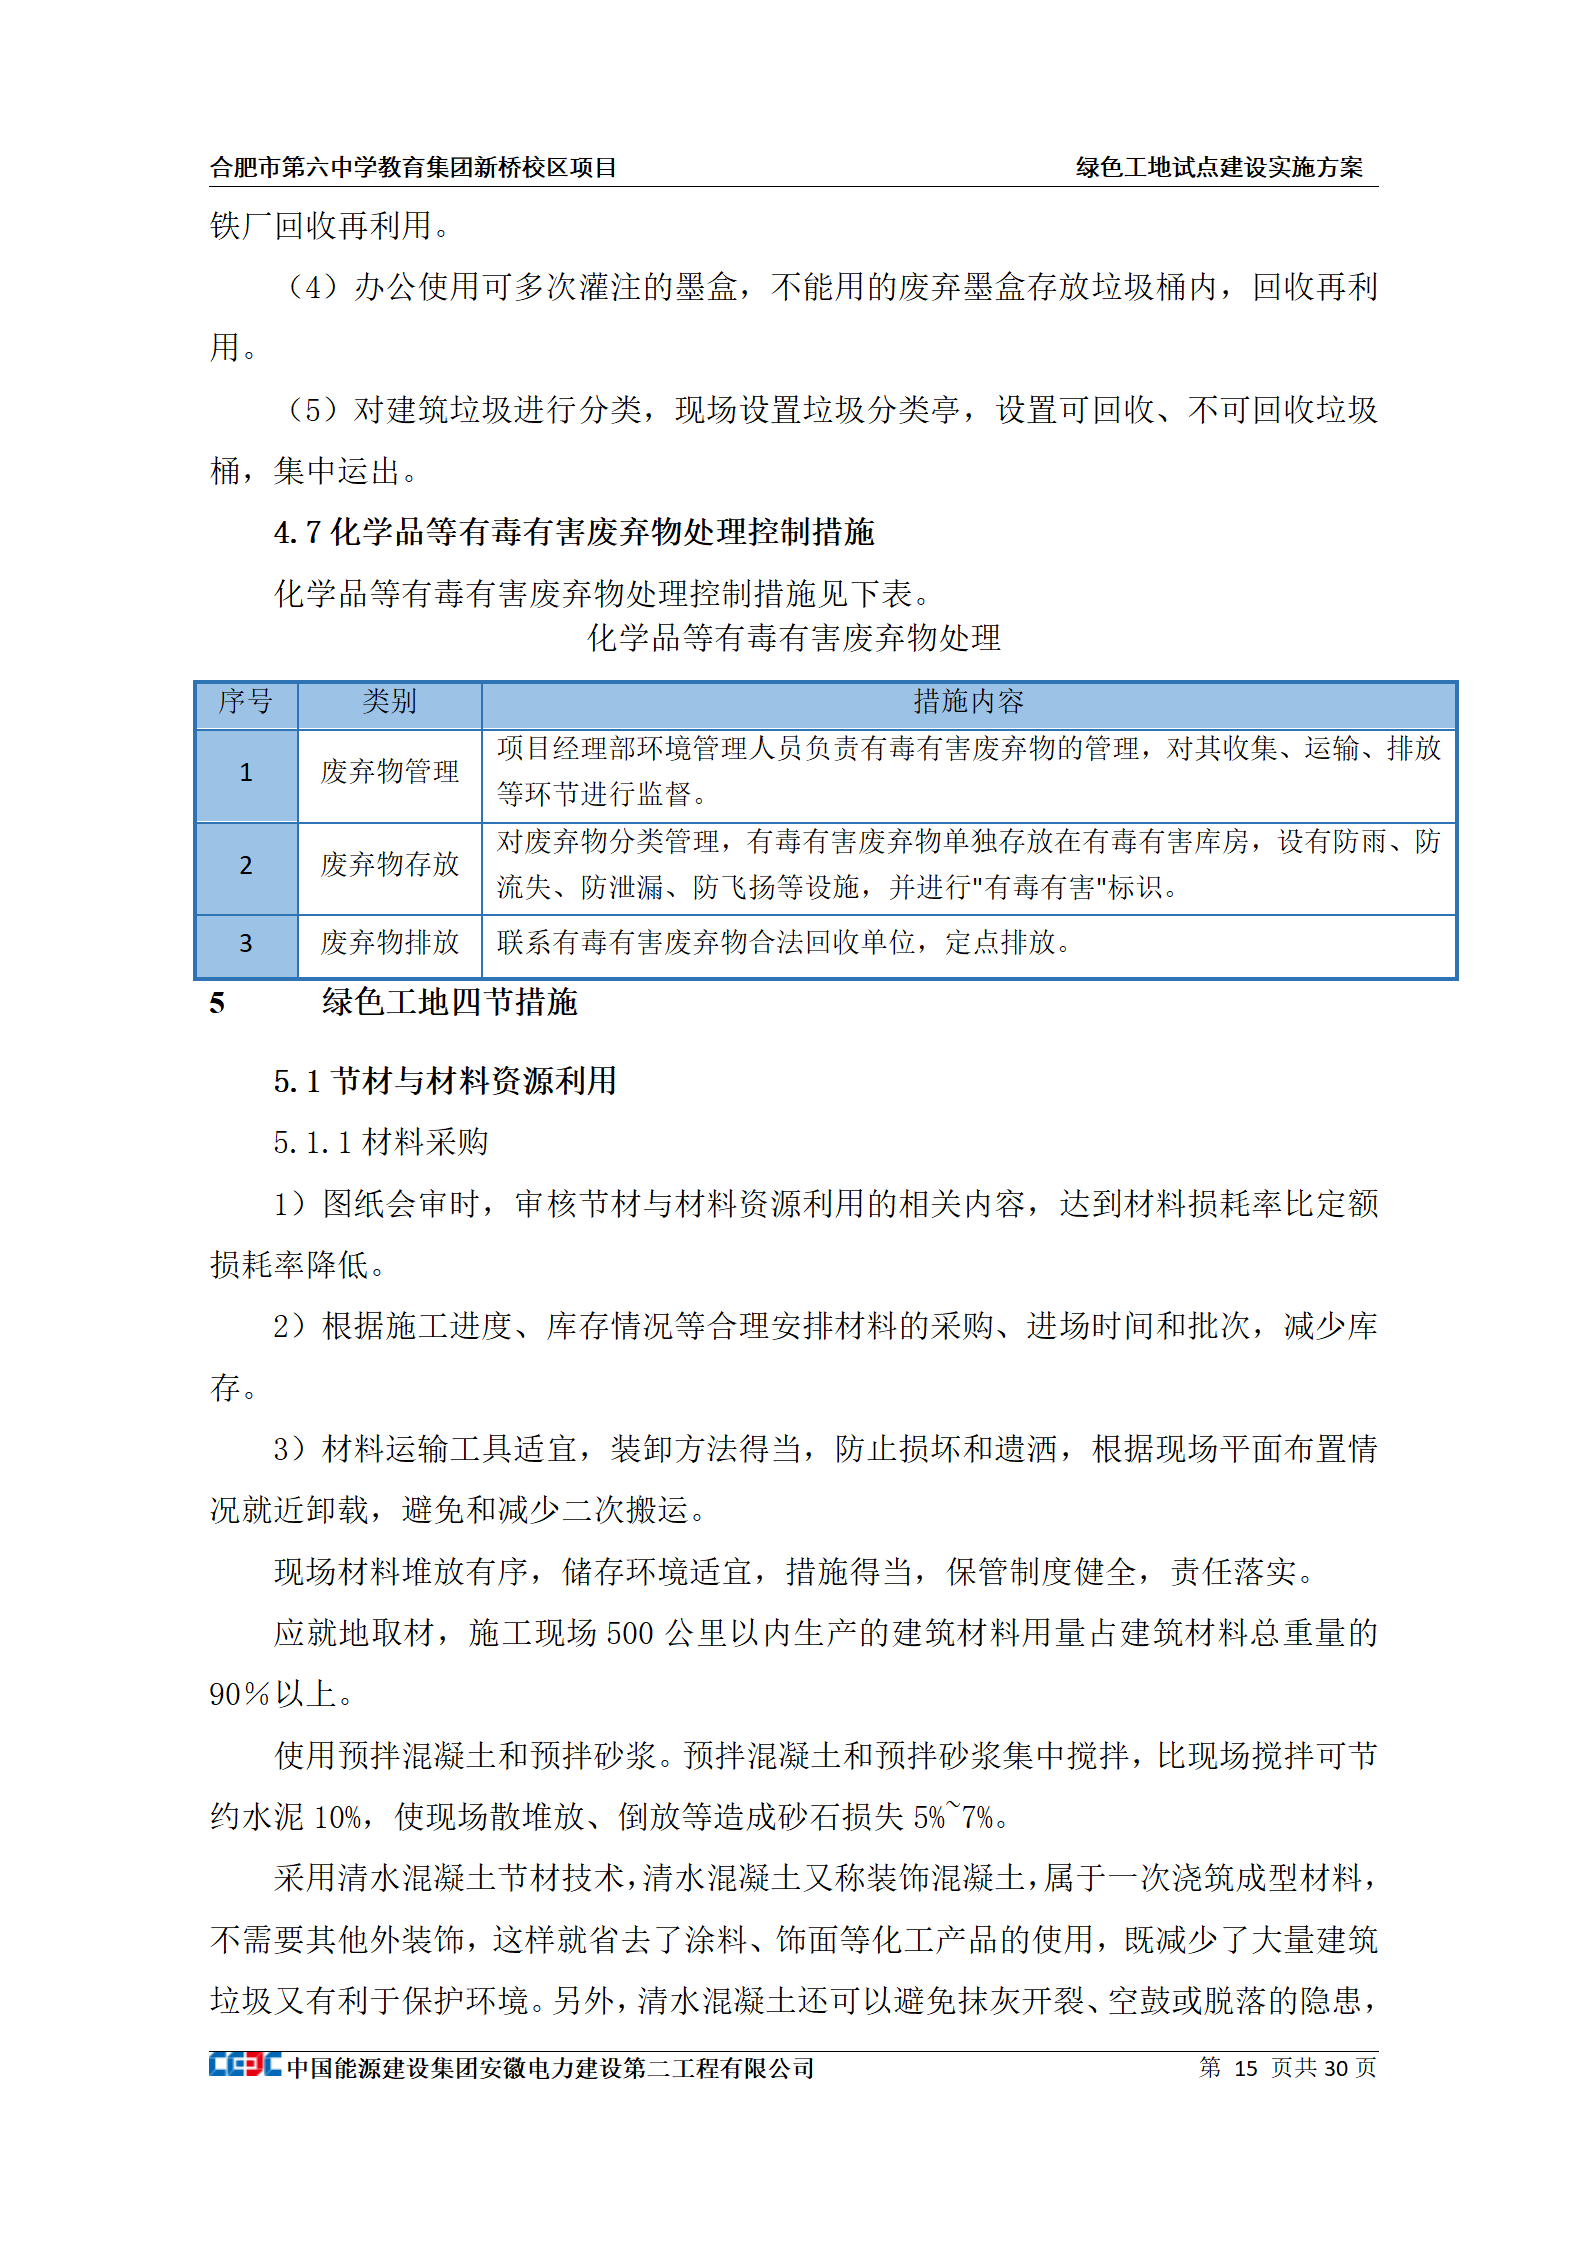 合肥市第六中学教育集团新桥校区项目 绿色工地试点建设实施方案
铁厂回收再利用。
（4）办公使用可多次灌注的墨盒，不能用的废弃墨盒存放垃圾桶内，回收再利
用。
（5）对建筑垃圾进行分类，现场设置垃圾分类亭，设置可回收、不可回收垃圾
桶，集中运出。
4.7 化学品等有毒有害废弃物处理控制措施
化学品等有毒有害废弃物处理控制措施见下表。
化学品等有毒有害废弃物处理
序号 类别 措施内容
1 废弃物管理 项目经理部环境管理人员负责有毒有害废弃物的管理，对其收集、运输、排放
等环节进行监督。
2 废弃物存放 对废弃物分类管理，有毒有害废弃物单独存放在有毒有害库房，设有防雨、防
流失、防泄漏、防飞扬等设施，并进行"有毒有害"标识。
3 废弃物排放 联系有毒有害废弃物合法回收单位，定点排放。
5 绿色工地四节措施
5.1 节材与材料资源利用
5.1.1 材料采购
1）图纸会审时，审核节材与材料资源利用的相关内容，达到材料损耗率比定额
损耗率降低。
2）根据施工进度、库存情况等合理安排材料的采购、进场时间和批次，减少库
存。
3）材料运输工具适宜，装卸方法得当，防止损坏和遗洒，根据现场平面布置情
况就近卸载，避免和减少二次搬运。
现场材料堆放有序，储存环境适宜，措施得当，保管制度健全，责任落实。
应就地取材，施工现场 500 公里以内生产的建筑材料用量占建筑材料总重量的
90％以上。
使用预拌混凝土和预拌砂浆。预拌混凝土和预拌砂浆集中搅拌，比现场搅拌可节
约水泥 10%，使现场散堆放、倒放等造成砂石损失 5%~7%。
采用清水混凝土节材技术，清水混凝土又称装饰混凝土，属于一次浇筑成型材料，
不需要其他外装饰，这样就省去了涂料、饰面等化工产品的使用，既减少了大量建筑
垃圾又有利于保护环境。另外，清水混凝土还可以避免抹灰开裂、空鼓或脱落的隐患，
CEEC 中国能源建设集团安徽电力建设第二工程有限公司 第 15 页共 30 页